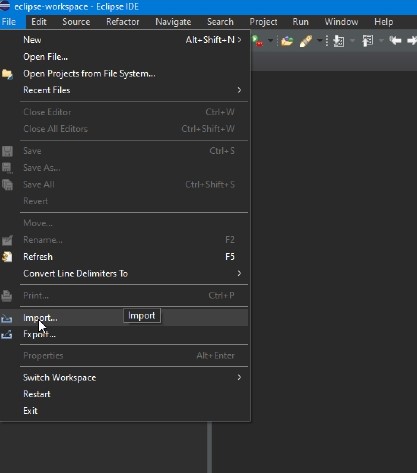 eclipse-workspace - Eclipse IDE
File Edit Source Refactor Navigate Search Project Run Window Help
New Alt+Shift+N >
Open File...
Open Projects from File System...
Recent Files >
Close Editor Ctrl+W
Close All Editors Ctrl+Shift+W
Save Ctrl+S
Save As...
Save All Ctrl+Shift+S
Revert
Move...
Rename... F2
Refresh F5
Convert Line Delimiters To >
Print... Ctrl+P
Import... Import
Export...
Properties Alt+Enter
Switch Workspace >
Restart
Exit